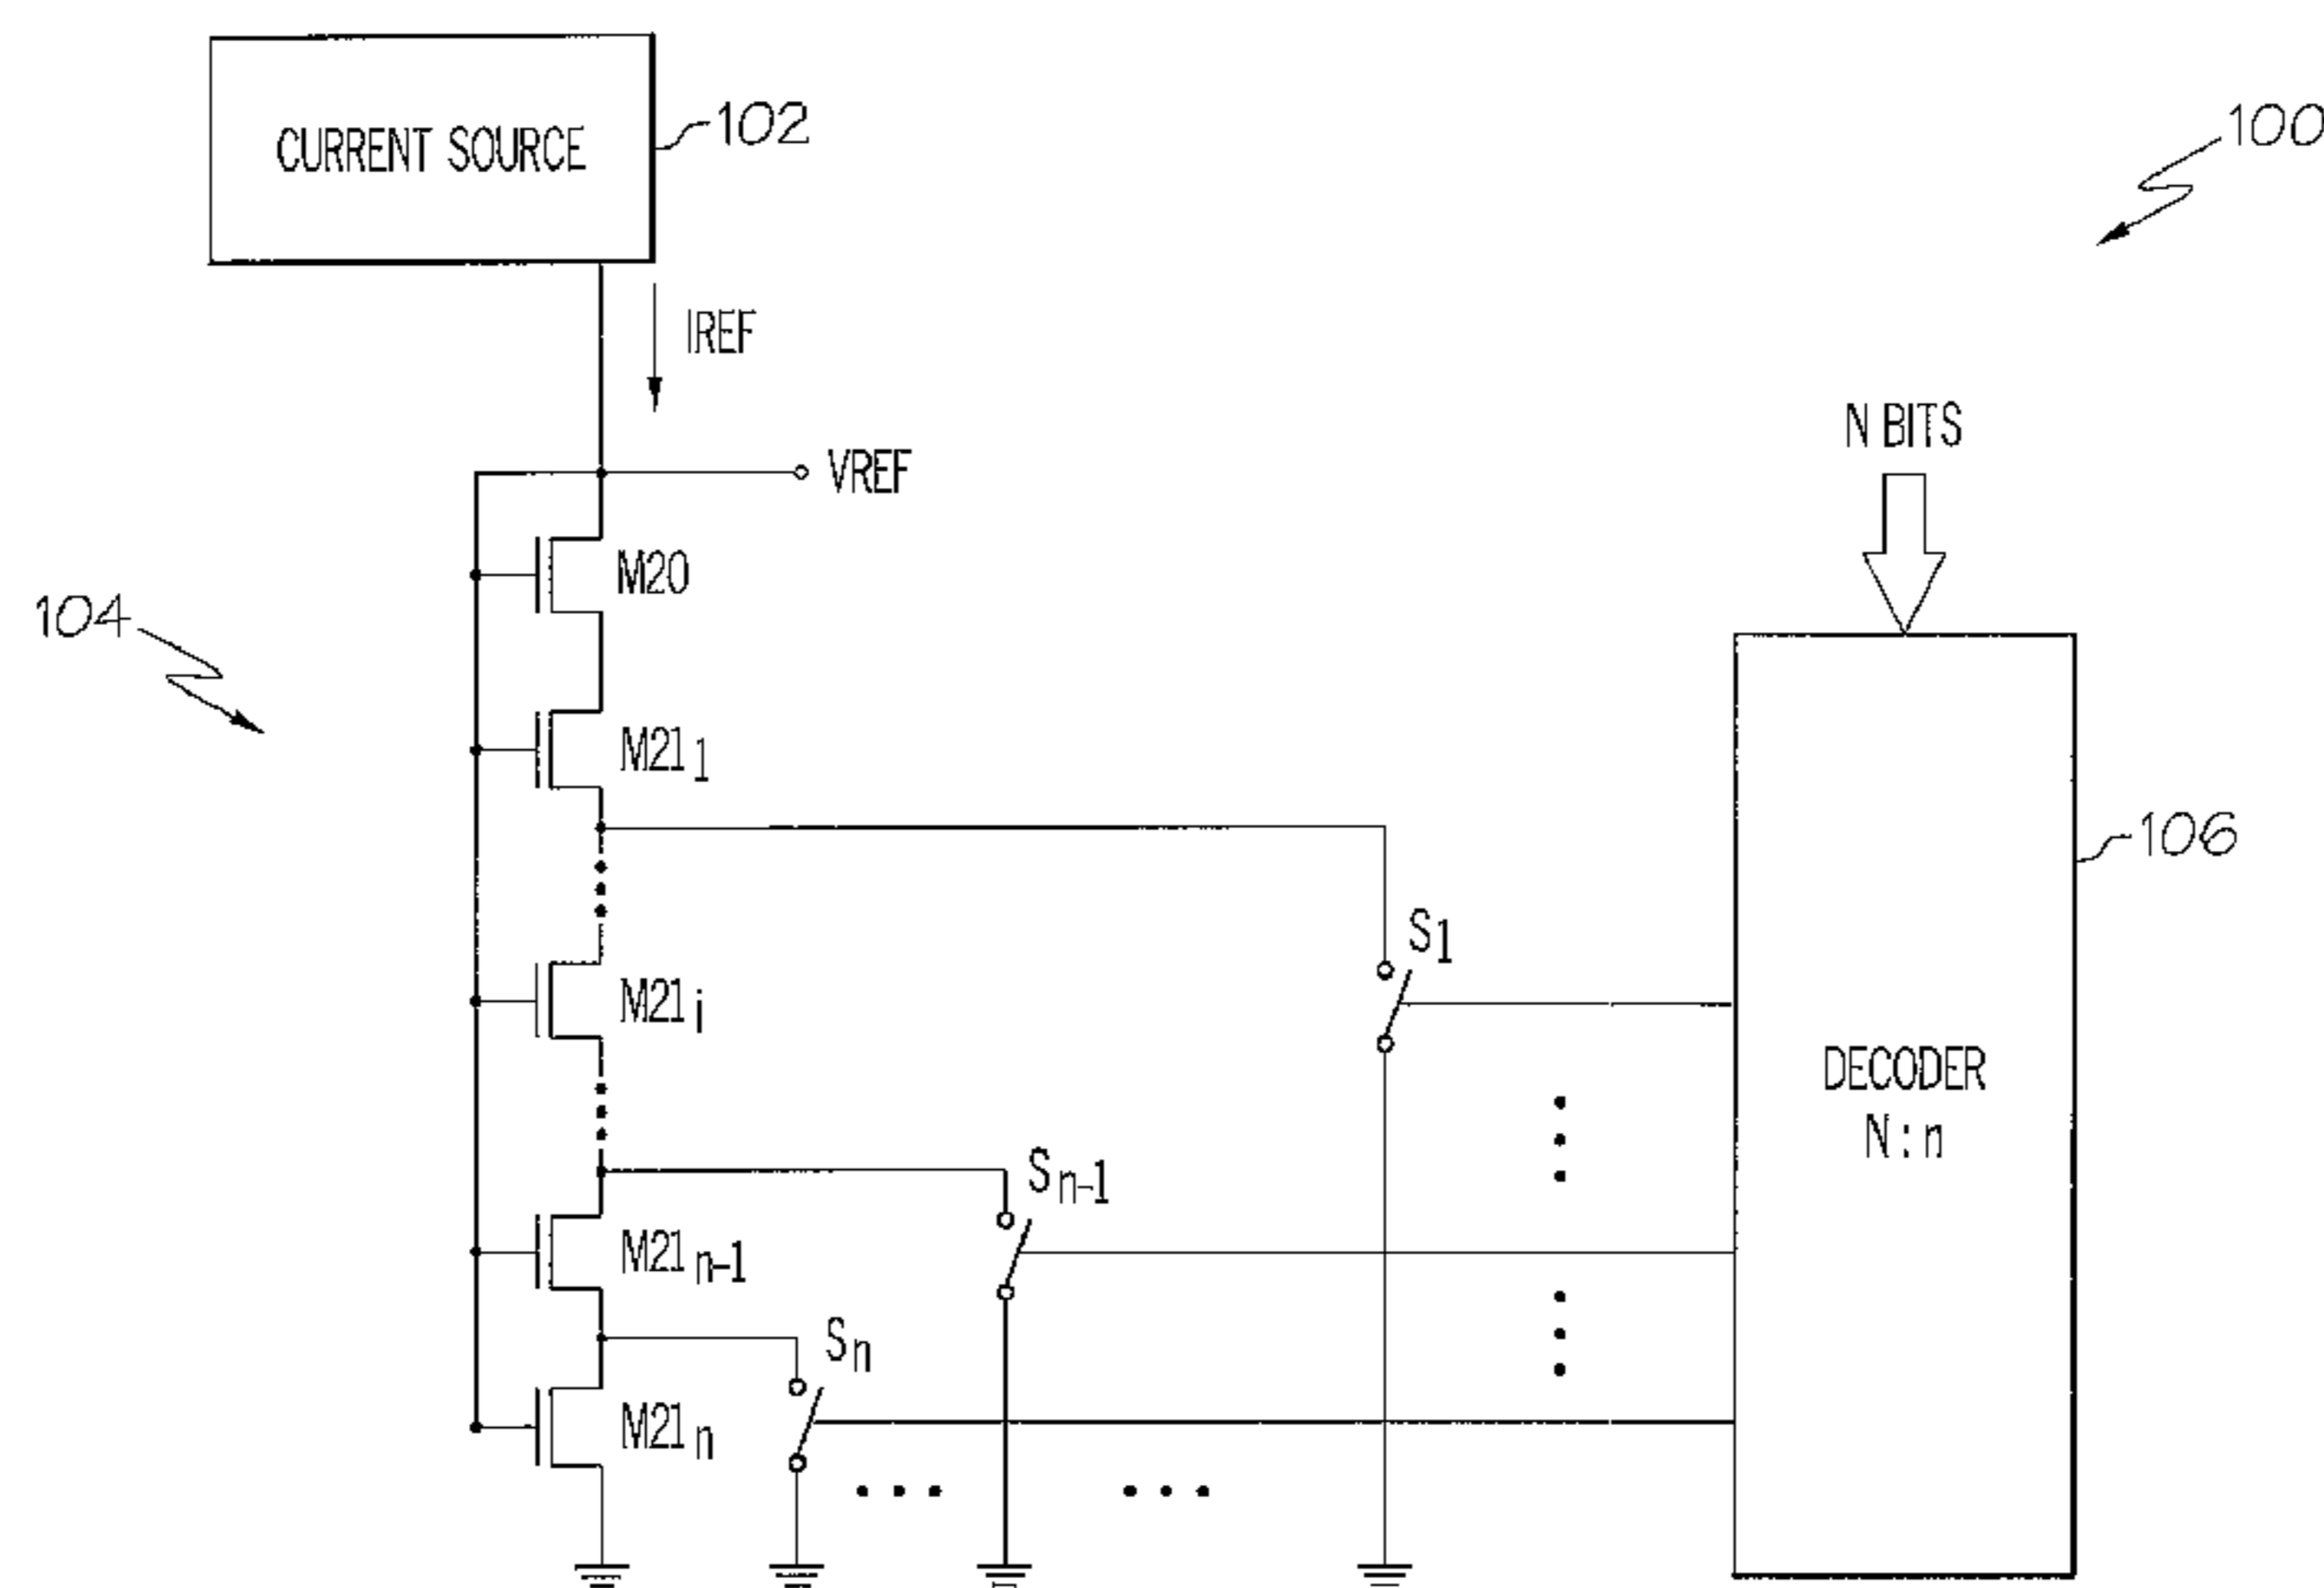 CURRENT SOURCE
102
100
IREF
N BITS
VREF
M20
104
M21 1
106
S1
M21 i
DECODER
N : n
S n-1
M21 n-1
S n
M21 n